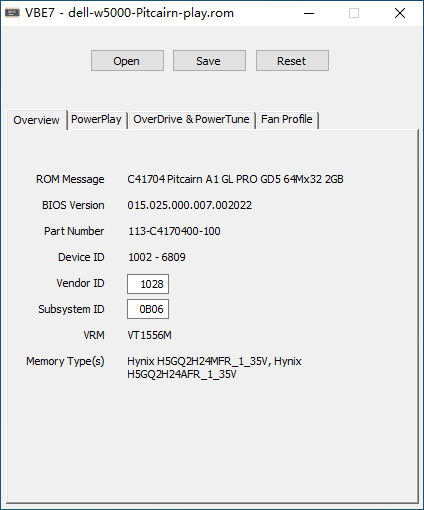 VBE7 - dell-w5000-Pitcairn-play.rom
Open Save Reset
Overview PowerPlay OverDrive & PowerTune Fan Profile
ROM Message C41704 Pitcairn A1 GL PRO GD5 64Mx32 2GB
BIOS Version 015.025.000.007.002022
Part Number 113-C4170400-100
Device ID 1002 - 6809
Vendor ID 1028
Subsystem ID 0B06
VRM VT1556M
Memory Type(s) Hynix H5GQ2H24MFR_1_35V, Hynix
H5GQ2H24AFR_1_35V